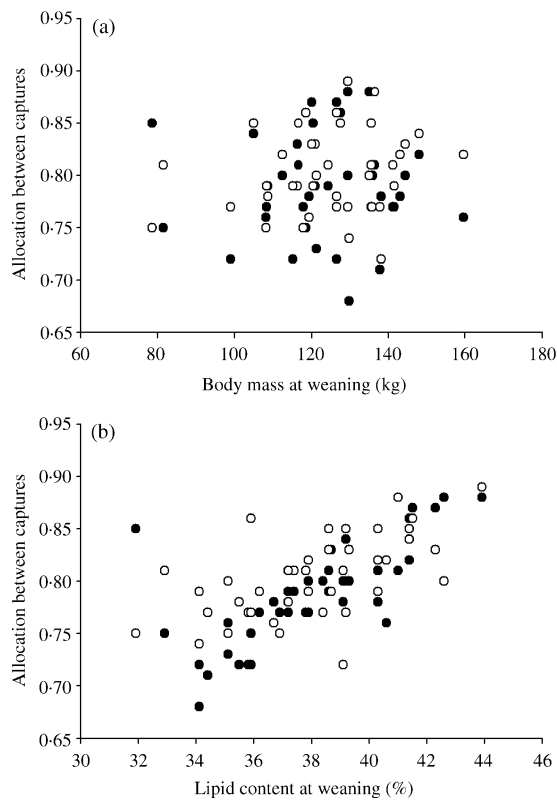 (a)
Allocation between captures
0·95
0·90
0·85
0·80
0·75
0·70
0·65
60 80 100 120 140 160 180
Body mass at weaning (kg)
(b)
Allocation between captures
0·95
0·90
0·85
0·80
0·75
0·70
0·65
30 32 34 36 38 40 42 44 46
Lipid content at weaning (%)